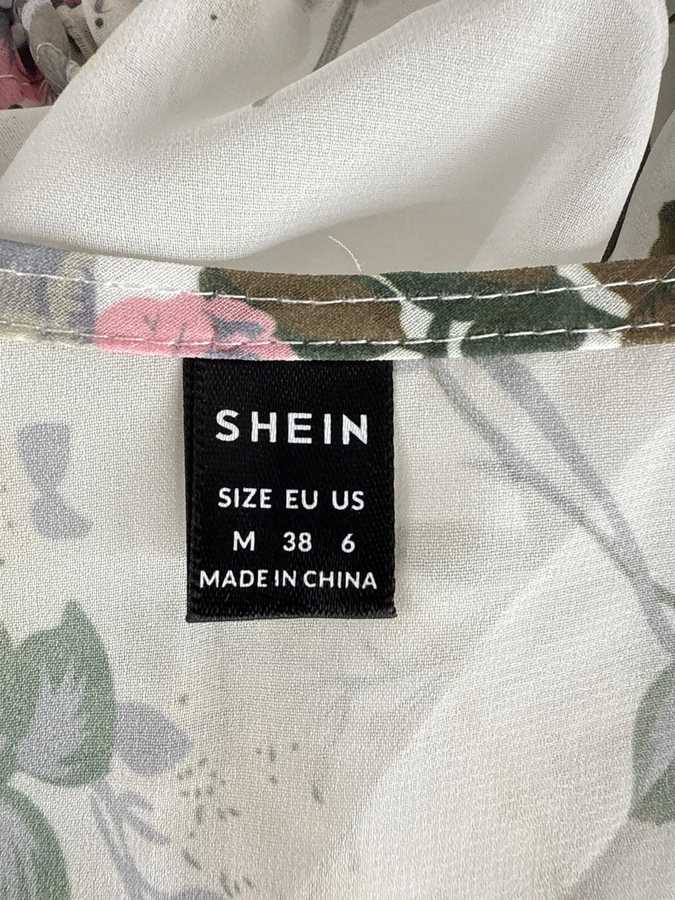 SHEIN
SIZE EU US
M 38 6
MADE IN CHINA